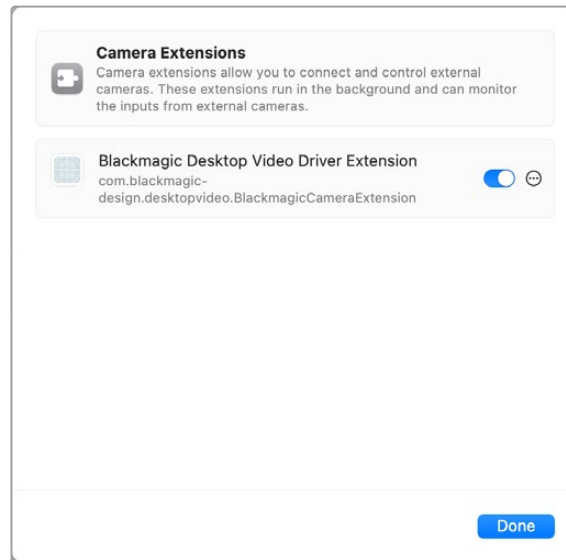 Camera Extensions
Camera extensions allow you to connect and control external
cameras. These extensions run in the background and can monitor
the inputs from external cameras.
Blackmagic Desktop Video Driver Extension
com.blackmagic-
design.desktopvideo.BlackmagicCameraExtension
Done